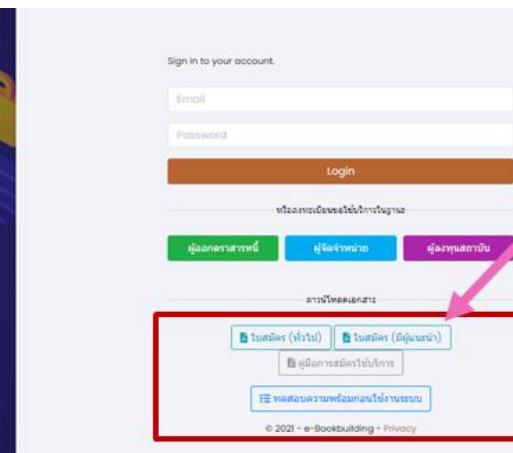 Sign in to your account.
Email
Password
Login
หรือลงทะเบียนขอใช้บริการในฐานะ
ผู้ออกตราสารหนี้ ผู้จัดจำหน่าย ผู้ลงทุนสถาบัน
ดาวน์โหลดเอกสาร
ใบสมัคร (ทั่วไป) ใบสมัคร (มีผู้แนะนำ)
คู่มือการสมัครใช้บริการ
ทดสอบความพร้อมก่อนใช้งานระบบ
© 2021 - e-Bookbuilding - Privacy